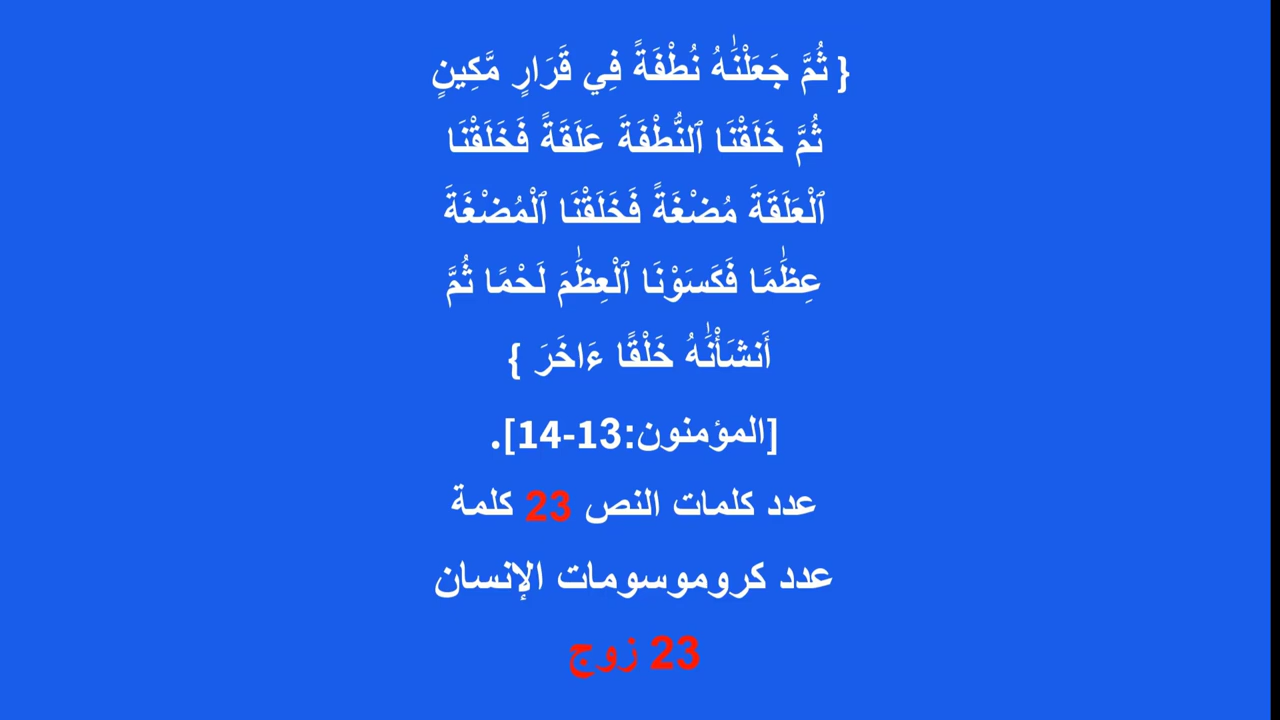 { ثُمَّ جَعَلْنَٰهُ نُطْفَةً فِي قَرَارٍ مَّكِينٍ
ثُمَّ خَلَقْنَا ٱلنُّطْفَةَ عَلَقَةً فَخَلَقْنَا
ٱلْعَلَقَةَ مُضْغَةً فَخَلَقْنَا ٱلْمُضْغَةَ
عِظَٰمًا فَكَسَوْنَا ٱلْعِظَٰمَ لَحْمًا ثُمَّ
أَنشَأْنَٰهُ خَلْقًا ءَاخَرَ }
[المؤمنون:13-14].
عدد كلمات النص 23 كلمة
عدد كروموسومات الإنسان
23 زوج